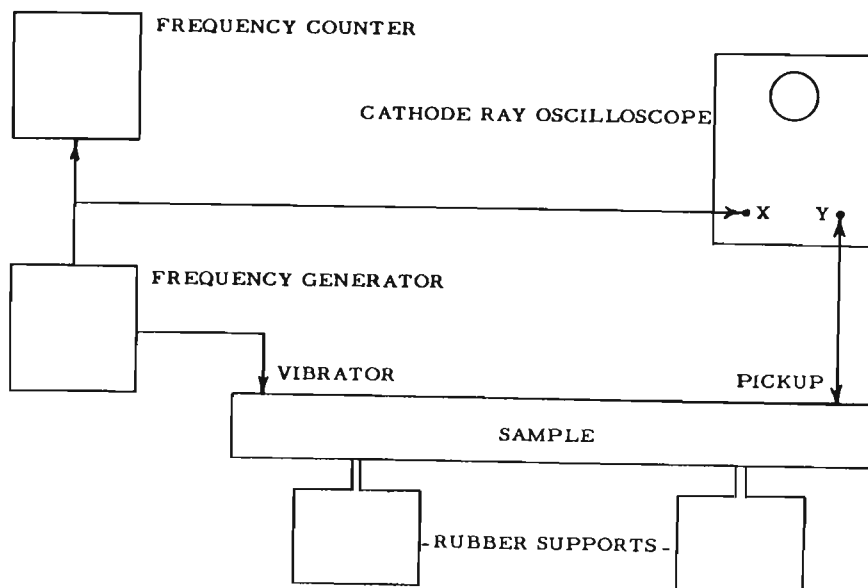 FREQUENCY COUNTER
CATHODE RAY OSCILLOSCOPE
X Y
FREQUENCY GENERATOR
VIBRATOR
PICKUP
SAMPLE
RUBBER SUPPORTS